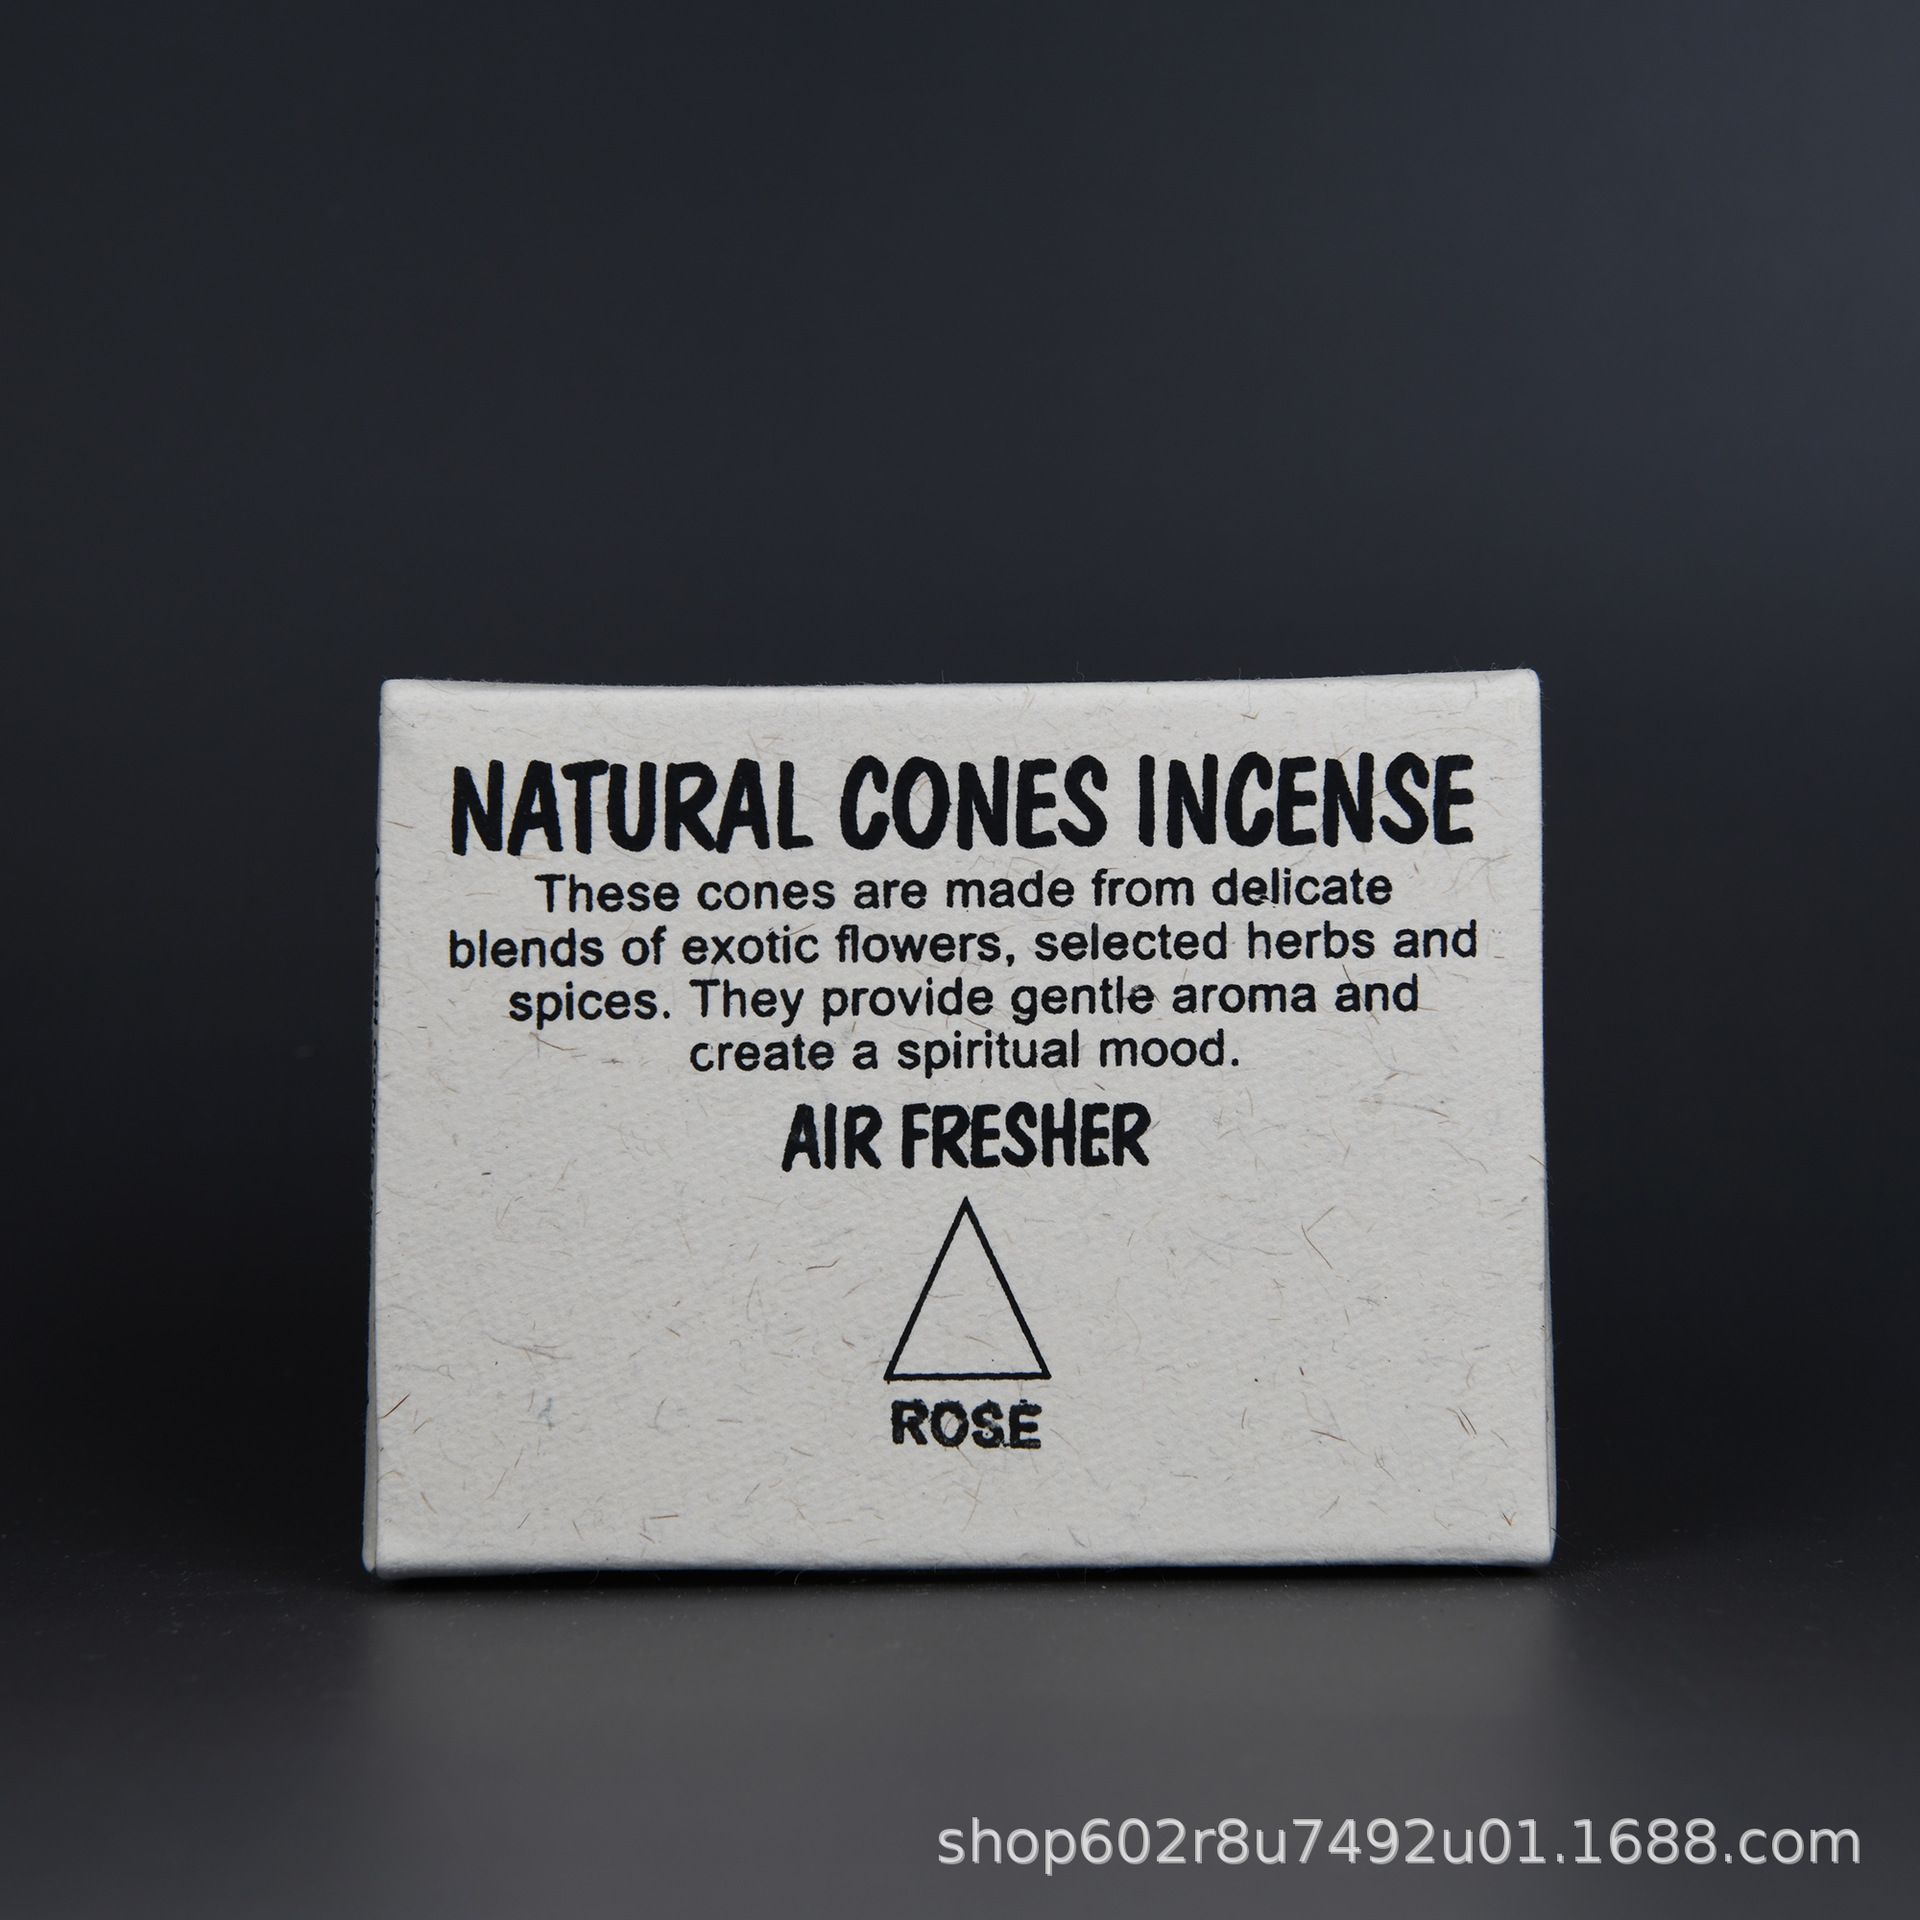 NATURAL CONES INCENSE
These cones are made from delicate
blends of exotic flowers, selected herbs and
spices. They provide gentle aroma and
create a spiritual mood.
AIR FRESHER
ROSE
shop602r8u7492u01.1688.com